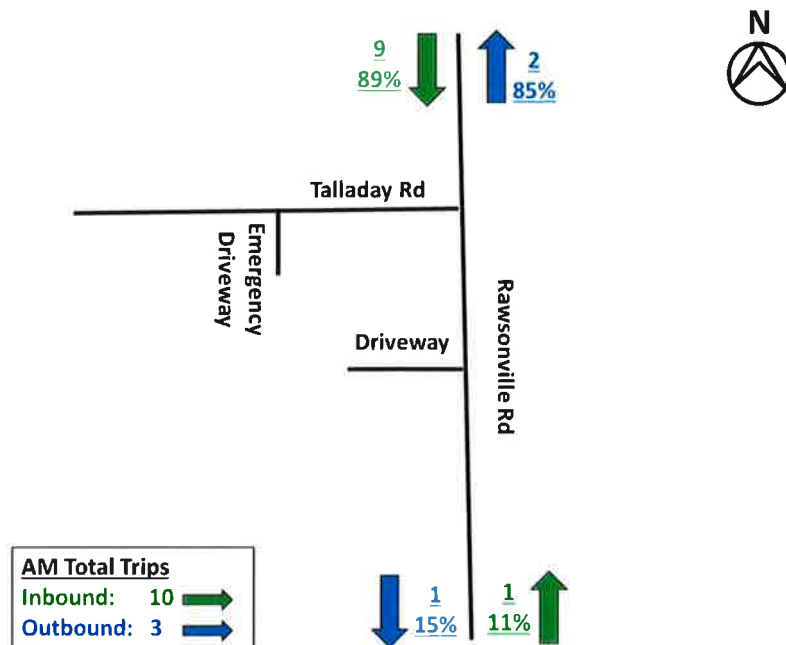 N
9
89%
2
85%
Talladay Rd
Emergency
Driveway
Rawsonville Rd
Driveway
AM Total Trips
Inbound: 10
Outbound: 3
1
15%
1
11%